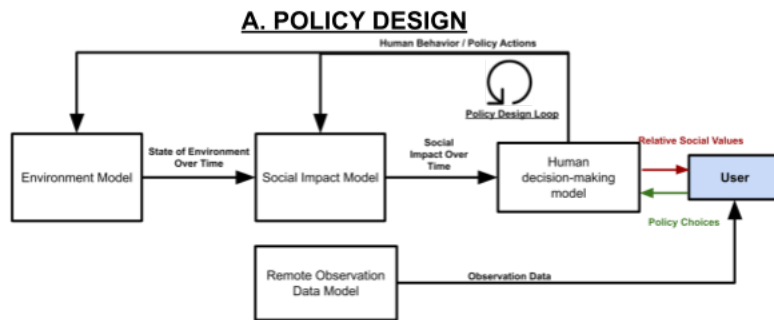 A. POLICY DESIGN
Human Behavior / Policy Actions
Policy Design Loop
State of Environment
Over Time
Social
Impact Over
Time
Relative Social Values
Environment Model
Social Impact Model
Human
decision-making
model
User
Policy Choices
Remote Observation
Data Model
Observation Data